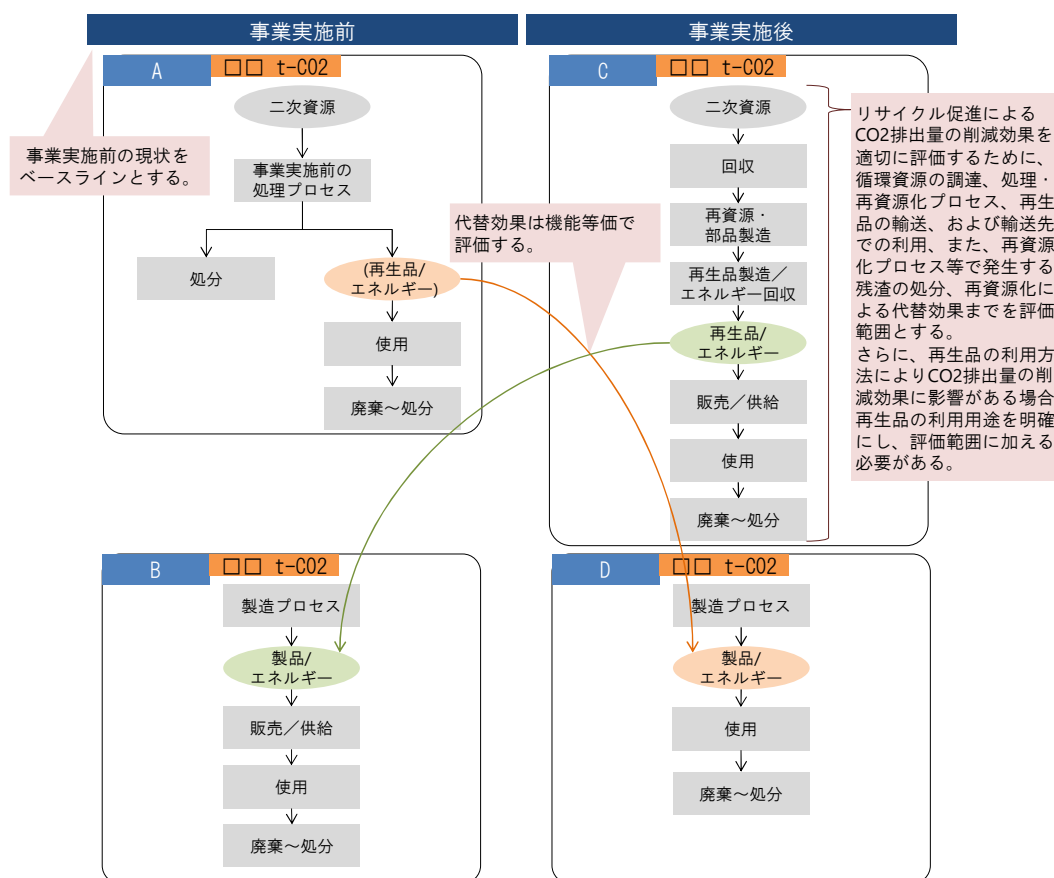 事業実施前
事業実施後
A
□□ t-CO2
二次資源
事業実施前の
処理プロセス
処分
(再生品/
エネルギー)
使用
廃棄～処分
事業実施前の現状を
ベースラインとする。
代替効果は機能等価で
評価する。
C
□□ t-CO2
二次資源
回収
再資源・
部品製造
再生品製造／
エネルギー回収
再生品/
エネルギー
販売／供給
使用
廃棄～処分
リサイクル促進による
CO2排出量の削減効果を
適切に評価するために、
循環資源の調達、処理・
再資源化プロセス、再生
品の輸送、および輸送先
での利用、また、再資源
化プロセス等で発生する
残渣の処分、再資源化に
よる代替効果までを評価
範囲とする。
さらに、再生品の利用方
法によりCO2排出量の削
減効果に影響がある場合
再生品の利用用途を明確
にし、評価範囲に加える
必要がある。
B
□□ t-CO2
製造プロセス
製品/
エネルギー
販売／供給
使用
廃棄～処分
D
□□ t-CO2
製造プロセス
製品/
エネルギー
使用
廃棄～処分